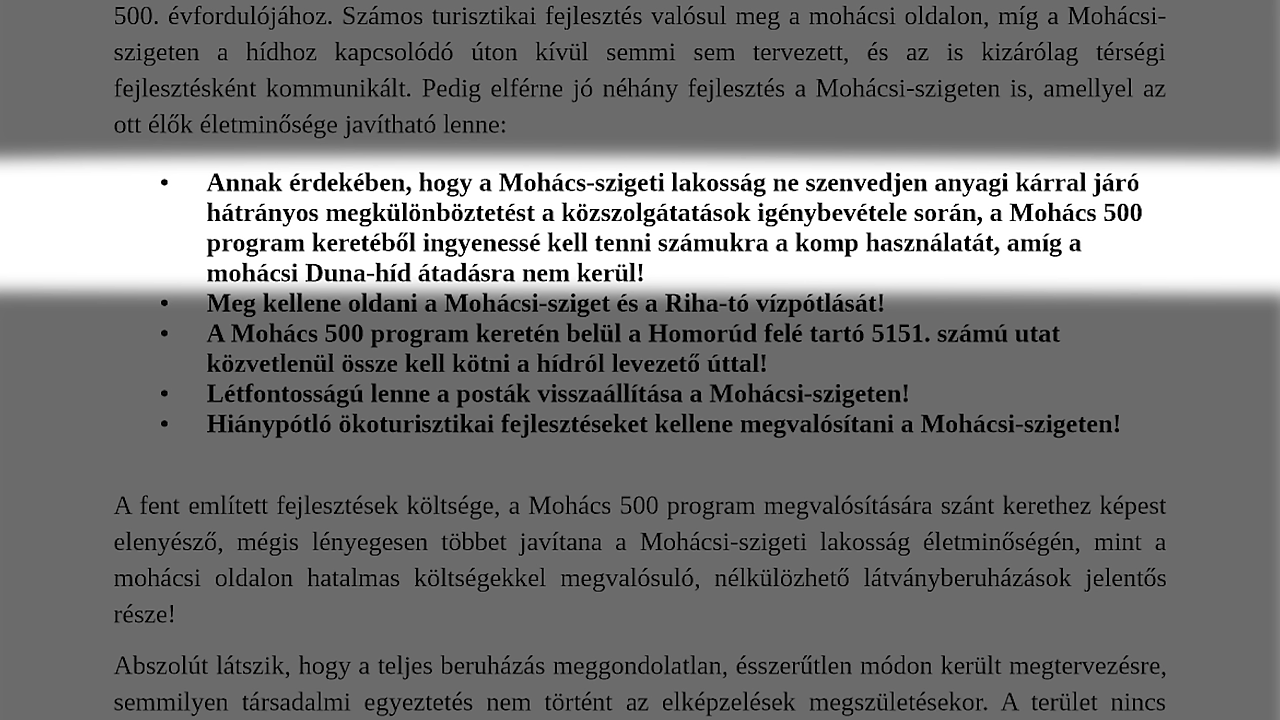 500. évfordulójához. Számos turisztikai fejlesztés valósul meg a mohácsi oldalon, míg a Mohácsi-
szigeten a hídhoz kapcsolódó úton kívül semmi sem tervezett, és az is kizárólag térségi
fejlesztésként kommunikált. Pedig elférne jó néhány fejlesztés a Mohácsi-szigeten is, amellyel az
ott élők életminősége javítható lenne:
• Annak érdekében, hogy a Mohács-szigeti lakosság ne szenvedjen anyagi kárral járó
hátrányos megkülönböztetést a közszolgátatások igénybevétele során, a Mohács 500
program keretéből ingyenessé kell tenni számukra a komp használatát, amíg a
mohácsi Duna-híd átadásra nem kerül!
• Meg kellene oldani a Mohácsi-sziget és a Riha-tó vízpótlását!
• A Mohács 500 program keretén belül a Homorúd felé tartó 5151. számú utat
közvetlenül össze kell kötni a hídról levezető úttal!
• Létfontosságú lenne a posták visszaállítása a Mohácsi-szigeten!
• Hiánypótló ökoturisztikai fejlesztéseket kellene megvalósítani a Mohácsi-szigeten!
A fent említett fejlesztések költsége, a Mohács 500 program megvalósítására szánt kerethez képest
elenyésző, mégis lényegesen többet javítana a Mohácsi-szigeti lakosság életminőségén, mint a
mohácsi oldalon hatalmas költségekkel megvalósuló, nélkülözhető látványberuházások jelentős
része!
Abszolút látszik, hogy a teljes beruházás meggondolatlan, ésszerűtlen módon került megtervezésre,
semmilyen társadalmi egyeztetés nem történt az elképzelések megszületésekor. A terület nincs